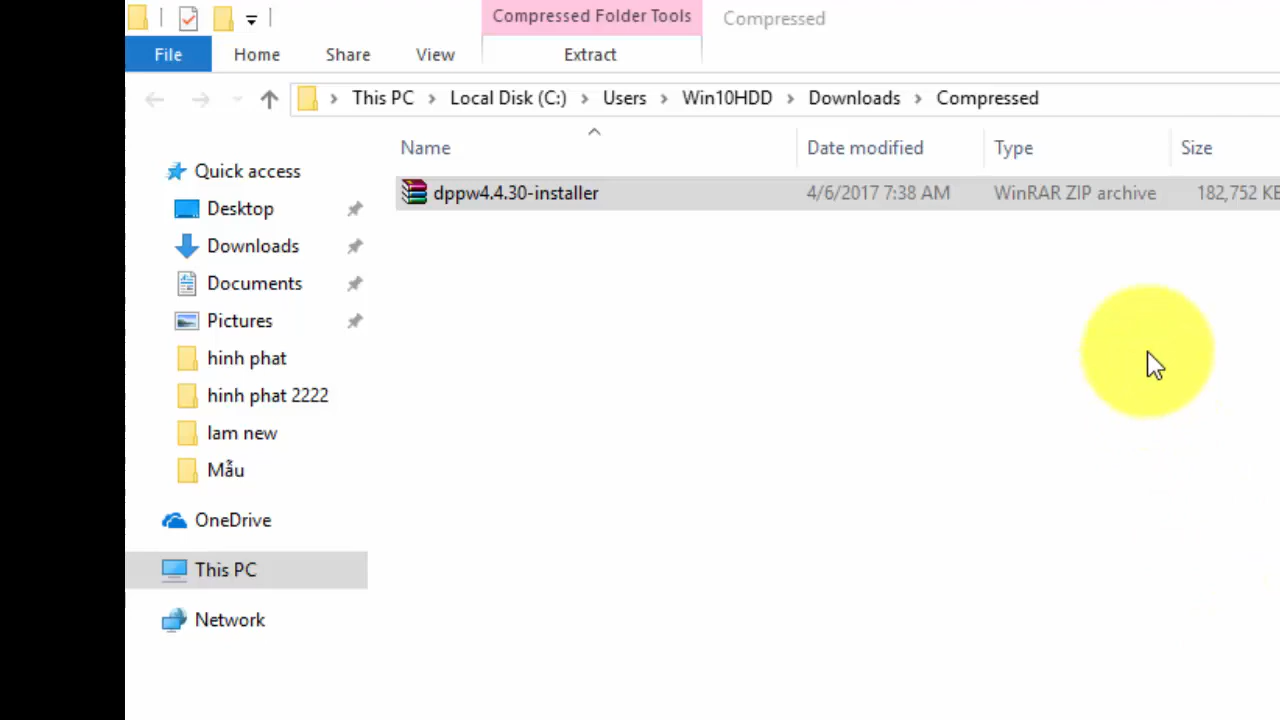 Compressed Folder Tools
Compressed
File
Home
Share
View
Extract
This PC
Local Disk (C:)
Users
Win10HDD
Downloads
Compressed
Name
Date modified
Type
Size
dppw4.4.30-installer
4/6/2017 7:38 AM
WinRAR ZIP archive
182,752 KE
Quick access
Desktop
Downloads
Documents
Pictures
hinh phat
hinh phat 2222
lam new
Mẫu
OneDrive
This PC
Network